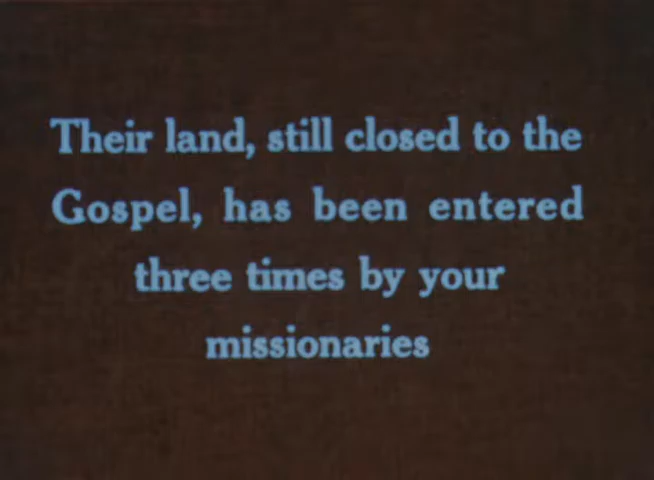 Their land, still closed to the
Gospel, has been entered
three times by your
missionaries